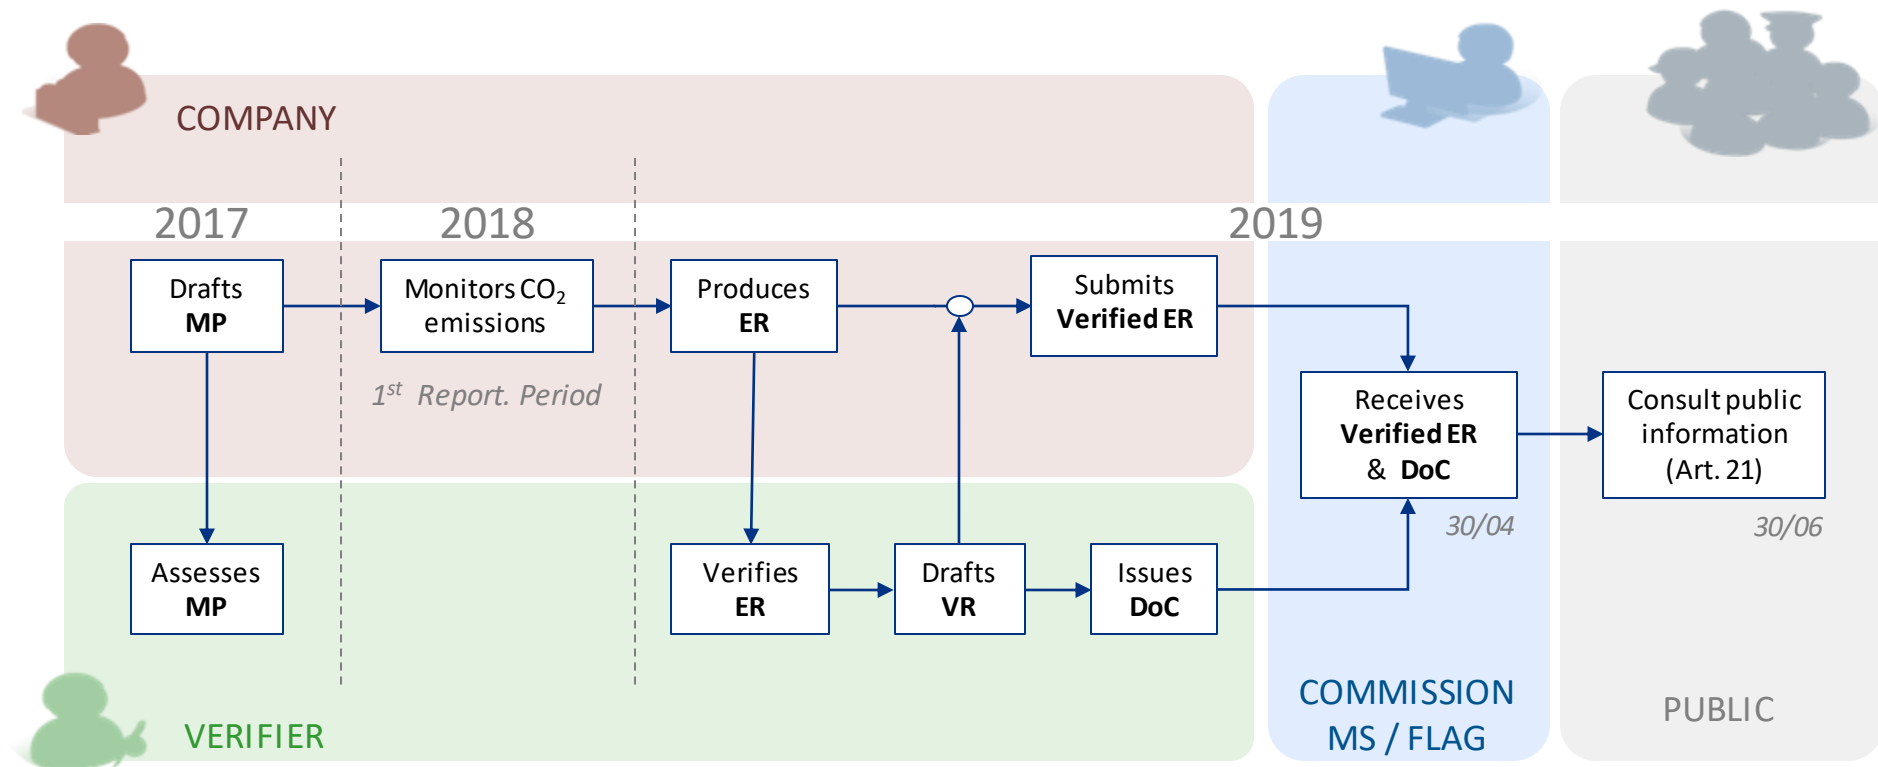 COMPANY
2017
2018
2019
Drafts
MP
Monitors CO₂
emissions
Produces
ER
Submits
Verified ER
1st Report. Period
Receives
Verified ER
& DoC
30/04
Consult public
information
(Art. 21)
30/06
Assesses
MP
Verifies
ER
Drafts
VR
Issues
DoC
VERIFIER
COMMISSION
MS / FLAG
PUBLIC